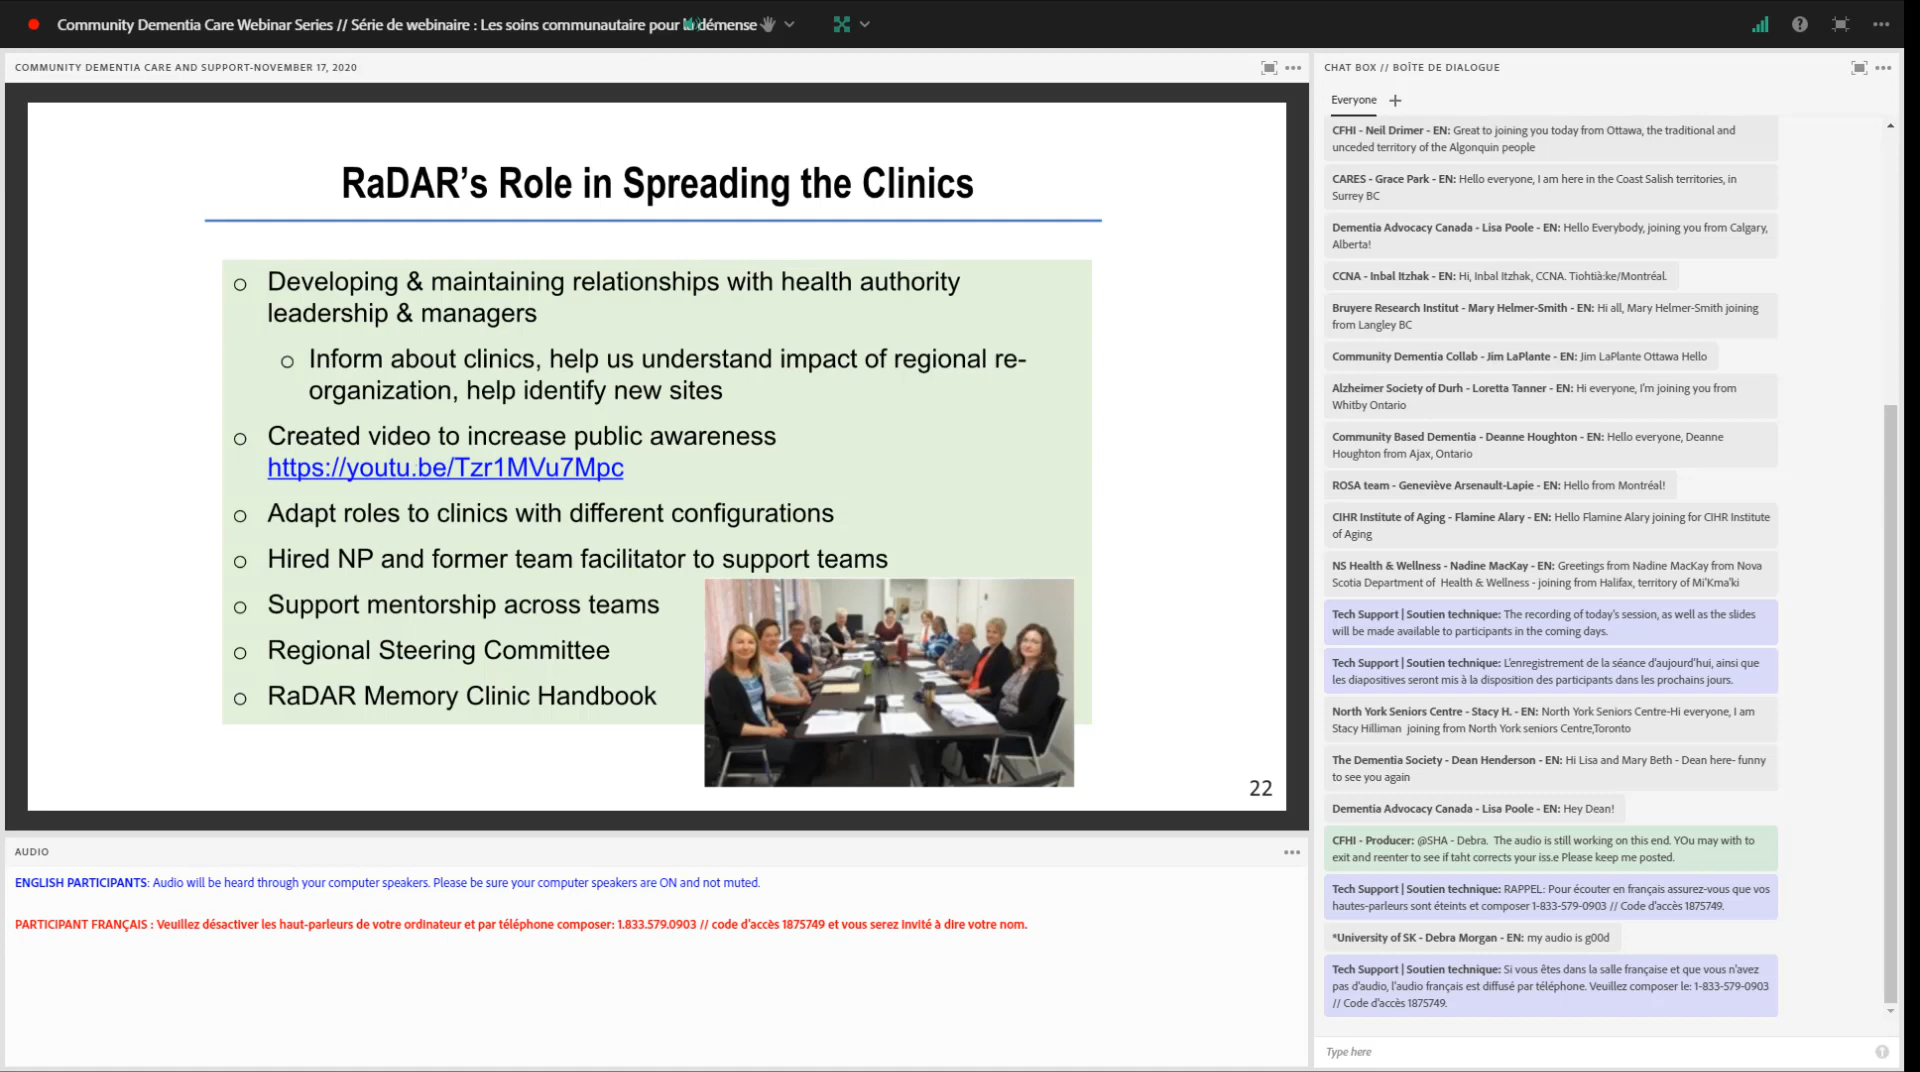 Community Dementia Care Webinar Series // Série de webinaire : Les soins communautaire pour la démense
COMMUNITY DEMENTIA CARE AND SUPPORT-NOVEMBER 17, 2020
RaDAR's Role in Spreading the Clinics
o Developing & maintaining relationships with health authority
leadership & managers
o Inform about clinics, help us understand impact of regional re-
organization, help identify new sites
o Created video to increase public awareness
https://youtu.be/Tzr1MVu7Mpc
o Adapt roles to clinics with different configurations
o Hired NP and former team facilitator to support teams
o Support mentorship across teams
o Regional Steering Committee
o RaDAR Memory Clinic Handbook
22
AUDIO
ENGLISH PARTICIPANTS: Audio will be heard through your computer speakers. Please be sure your computer speakers are ON and not muted.
PARTICIPANT FRANÇAIS : Veuillez désactiver les haut-parleurs de votre ordinateur et par téléphone composer: 1.833.579.0903 // code d'accès 1875749 et vous serez invité à dire votre nom.
CHAT BOX // BOÎTE DE DIALOGUE
Everyone
CFHI - Neil Drimer - EN: Great to joining you today from Ottawa, the traditional and
unceded territory of the Algonquin people
CARES - Grace Park - EN: Hello everyone, I am here in the Coast Salish territories, in
Surrey BC
Dementia Advocacy Canada - Lisa Poole - EN: Hello Everybody, joining you from Calgary,
Alberta!
CCNA - Inbal Itzhak - EN: Hi, Inbal Itzhak, CCNA. Tiohtià:ke/Montréal.
Bruyere Research Institut - Mary Helmer-Smith - EN: Hi all, Mary Helmer-Smith joining
from Langley BC
Community Dementia Collab - Jim LaPlante - EN: Jim LaPlante Ottawa Hello
Alzheimer Society of Durh - Loretta Tanner - EN: Hi everyone, I'm joining you from
Whitby Ontario
Community Based Dementia - Deanne Houghton - EN: Hello everyone, Deanne
Houghton from Ajax, Ontario
ROSA team - Geneviève Arsenault-Lapie - EN: Hello from Montréal!
CIHR Institute of Aging - Flamine Alary - EN: Hello Flamine Alary joining for CIHR Institute
of Aging
NS Health & Wellness - Nadine MacKay - EN: Greetings from Nadine MacKay from Nova
Scotia Department of Health & Wellness - joining from Halifax, territory of Mi'Kma'ki
Tech Support | Soutien technique: The recording of today's session, as well as the slides
will be made available to participants in the coming days.
Tech Support | Soutien technique: L'enregistrement de la séance d'aujourd'hui, ainsi que
les diapositives seront mis à la disposition des participants dans les prochains jours.
North York Seniors Centre - Stacy H. - EN: North York Seniors Centre-Hi everyone, I am
Stacy Hilliman joining from North York seniors Centre,Toronto
The Dementia Society - Dean Henderson - EN: Hi Lisa and Mary Beth - Dean here- funny
to see you again
Dementia Advocacy Canada - Lisa Poole - EN: Hey Dean!
CFHI - Producer: @SHA - Debra. The audio is still working on this end. YOu may with to
exit and reenter to see if taht corrects your iss.e Please keep me posted.
Tech Support | Soutien technique: RAPPEL: Pour écouter en français assurez-vous que vos
hautes-parleurs sont éteints et composer 1-833-579-0903 // Code d'accès 1875749.
*University of SK - Debra Morgan - EN: my audio is g00d
Tech Support | Soutien technique: Si vous êtes dans la salle française et que vous n'avez
pas d'audio, l'audio français est diffusé par téléphone. Veuillez composer le: 1-833-579-0903
// Code d'accès 1875749.
Type here